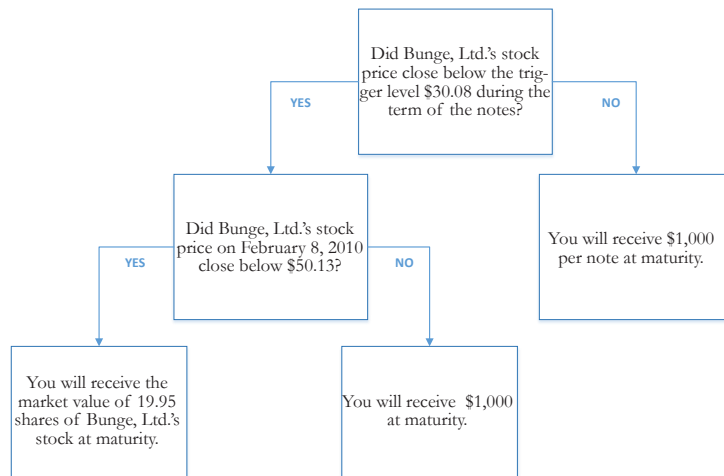 Did Bunge, Ltd.'s stock
price close below the trig-
ger level $30.08 during the
term of the notes?
YES
NO
Did Bunge, Ltd.'s stock
price on February 8, 2010
close below $50.13?
You will receive $1,000
per note at maturity.
YES
NO
You will receive the
market value of 19.95
shares of Bunge, Ltd.'s
stock at maturity.
You will receive $1,000
at maturity.